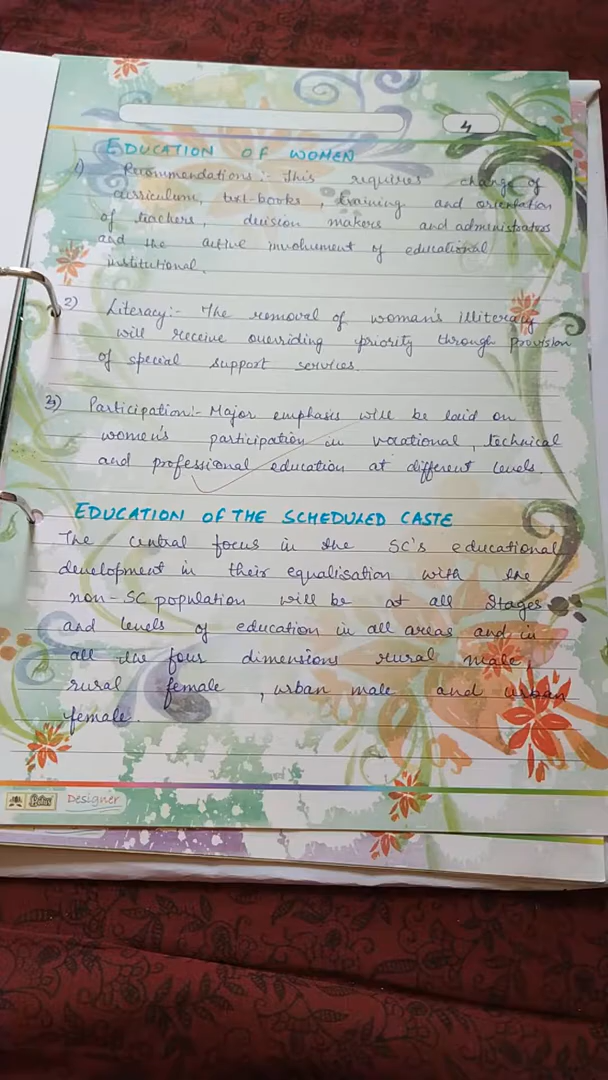 4
EDUCATION OF WOMEN
1) Recommendations:- This requires change of
curriculum, text-books, training and orientation
of teachers, decision makers and administrators
and the active involvement of educational
institutional.
2) Literacy:- The removal of woman's illiteracy
will receive overriding priority through provision
of special support services.
3) Participation:- Major emphasis will be laid on
women's participation in vocational, technical
and professional education at different levels
EDUCATION OF THE SCHEDULED CASTE
The central focus in the SC's educational
development in their equalisation with the
non-SC population will be at all stages
and levels of education in all areas and in
all the four dimensions rural male,
rural female, urban male and urban
female.
Designer